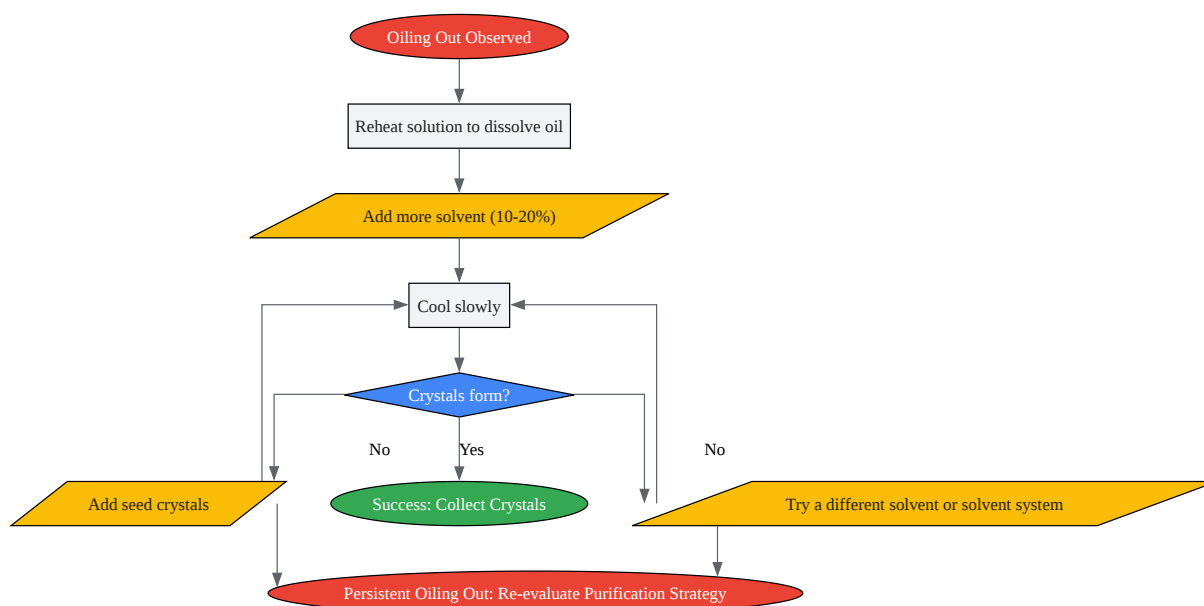 Oiling Out Observed
Reheat solution to dissolve oil
Add more solvent (10-20%)
Cool slowly
Crystals form?
No
Yes
No
Add seed crystals
Success: Collect Crystals
Try a different solvent or solvent system
Persistent Oiling Out: Re-evaluate Purification Strategy